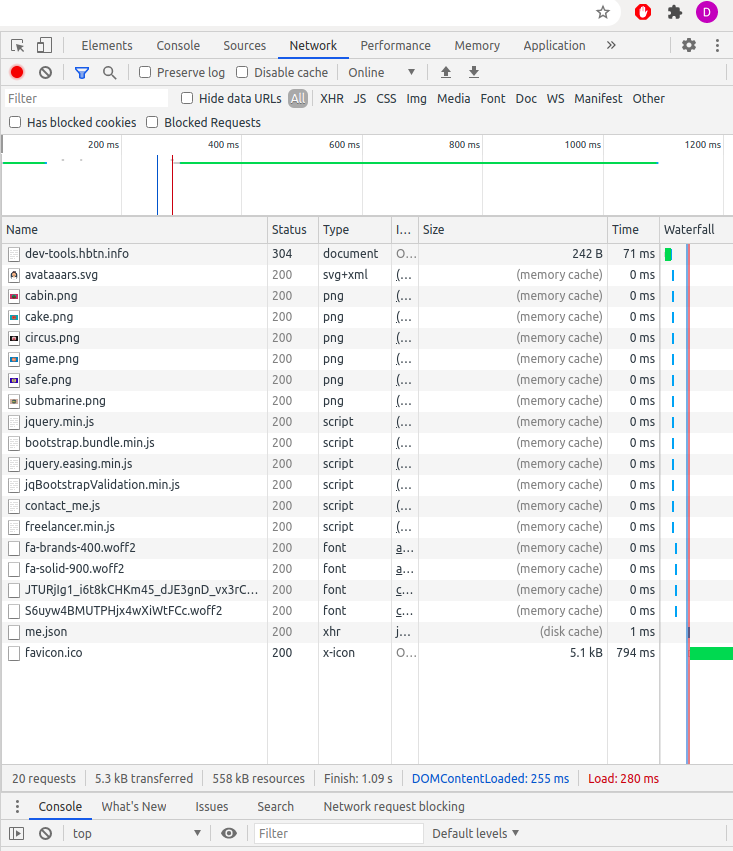 D
Elements Console Sources Network Performance Memory Application »
Preserve log Disable cache Online ▼
Filter Hide data URLs All XHR JS CSS Img Media Font Doc WS Manifest Other
Has blocked cookies Blocked Requests
200 ms 400 ms 600 ms 800 ms 1000 ms 1200 ms
Name Status Type I... Size Time Waterfall
dev-tools.hbtn.info 304 document O... 242 B 71 ms
avataaars.svg 200 svg+xml (... (memory cache) 0 ms
cabin.png 200 png (... (memory cache) 0 ms
cake.png 200 png (... (memory cache) 0 ms
circus.png 200 png (... (memory cache) 0 ms
game.png 200 png (... (memory cache) 0 ms
safe.png 200 png (... (memory cache) 0 ms
submarine.png 200 png (... (memory cache) 0 ms
jquery.min.js 200 script (... (memory cache) 0 ms
bootstrap.bundle.min.js 200 script (... (memory cache) 0 ms
jquery.easing.min.js 200 script (... (memory cache) 0 ms
jqBootstrapValidation.min.js 200 script (... (memory cache) 0 ms
contact_me.js 200 script (... (memory cache) 0 ms
freelancer.min.js 200 script (... (memory cache) 0 ms
fa-brands-400.woff2 200 font a... (memory cache) 0 ms
fa-solid-900.woff2 200 font a... (memory cache) 0 ms
JTURjIg1_i6t8kCHKm45_dJE3gnD_vx3rC... 200 font c... (memory cache) 0 ms
S6uyw4BMUTPHjx4wXiWtFCc.woff2 200 font c... (memory cache) 0 ms
me.json 200 xhr j... (disk cache) 1 ms
favicon.ico 200 x-icon O... 5.1 kB 794 ms
20 requests 5.3 kB transferred 558 kB resources Finish: 1.09 s DOMContentLoaded: 255 ms Load: 280 ms
Console What's New Issues Search Network request blocking
top ▼ Filter Default levels ▼